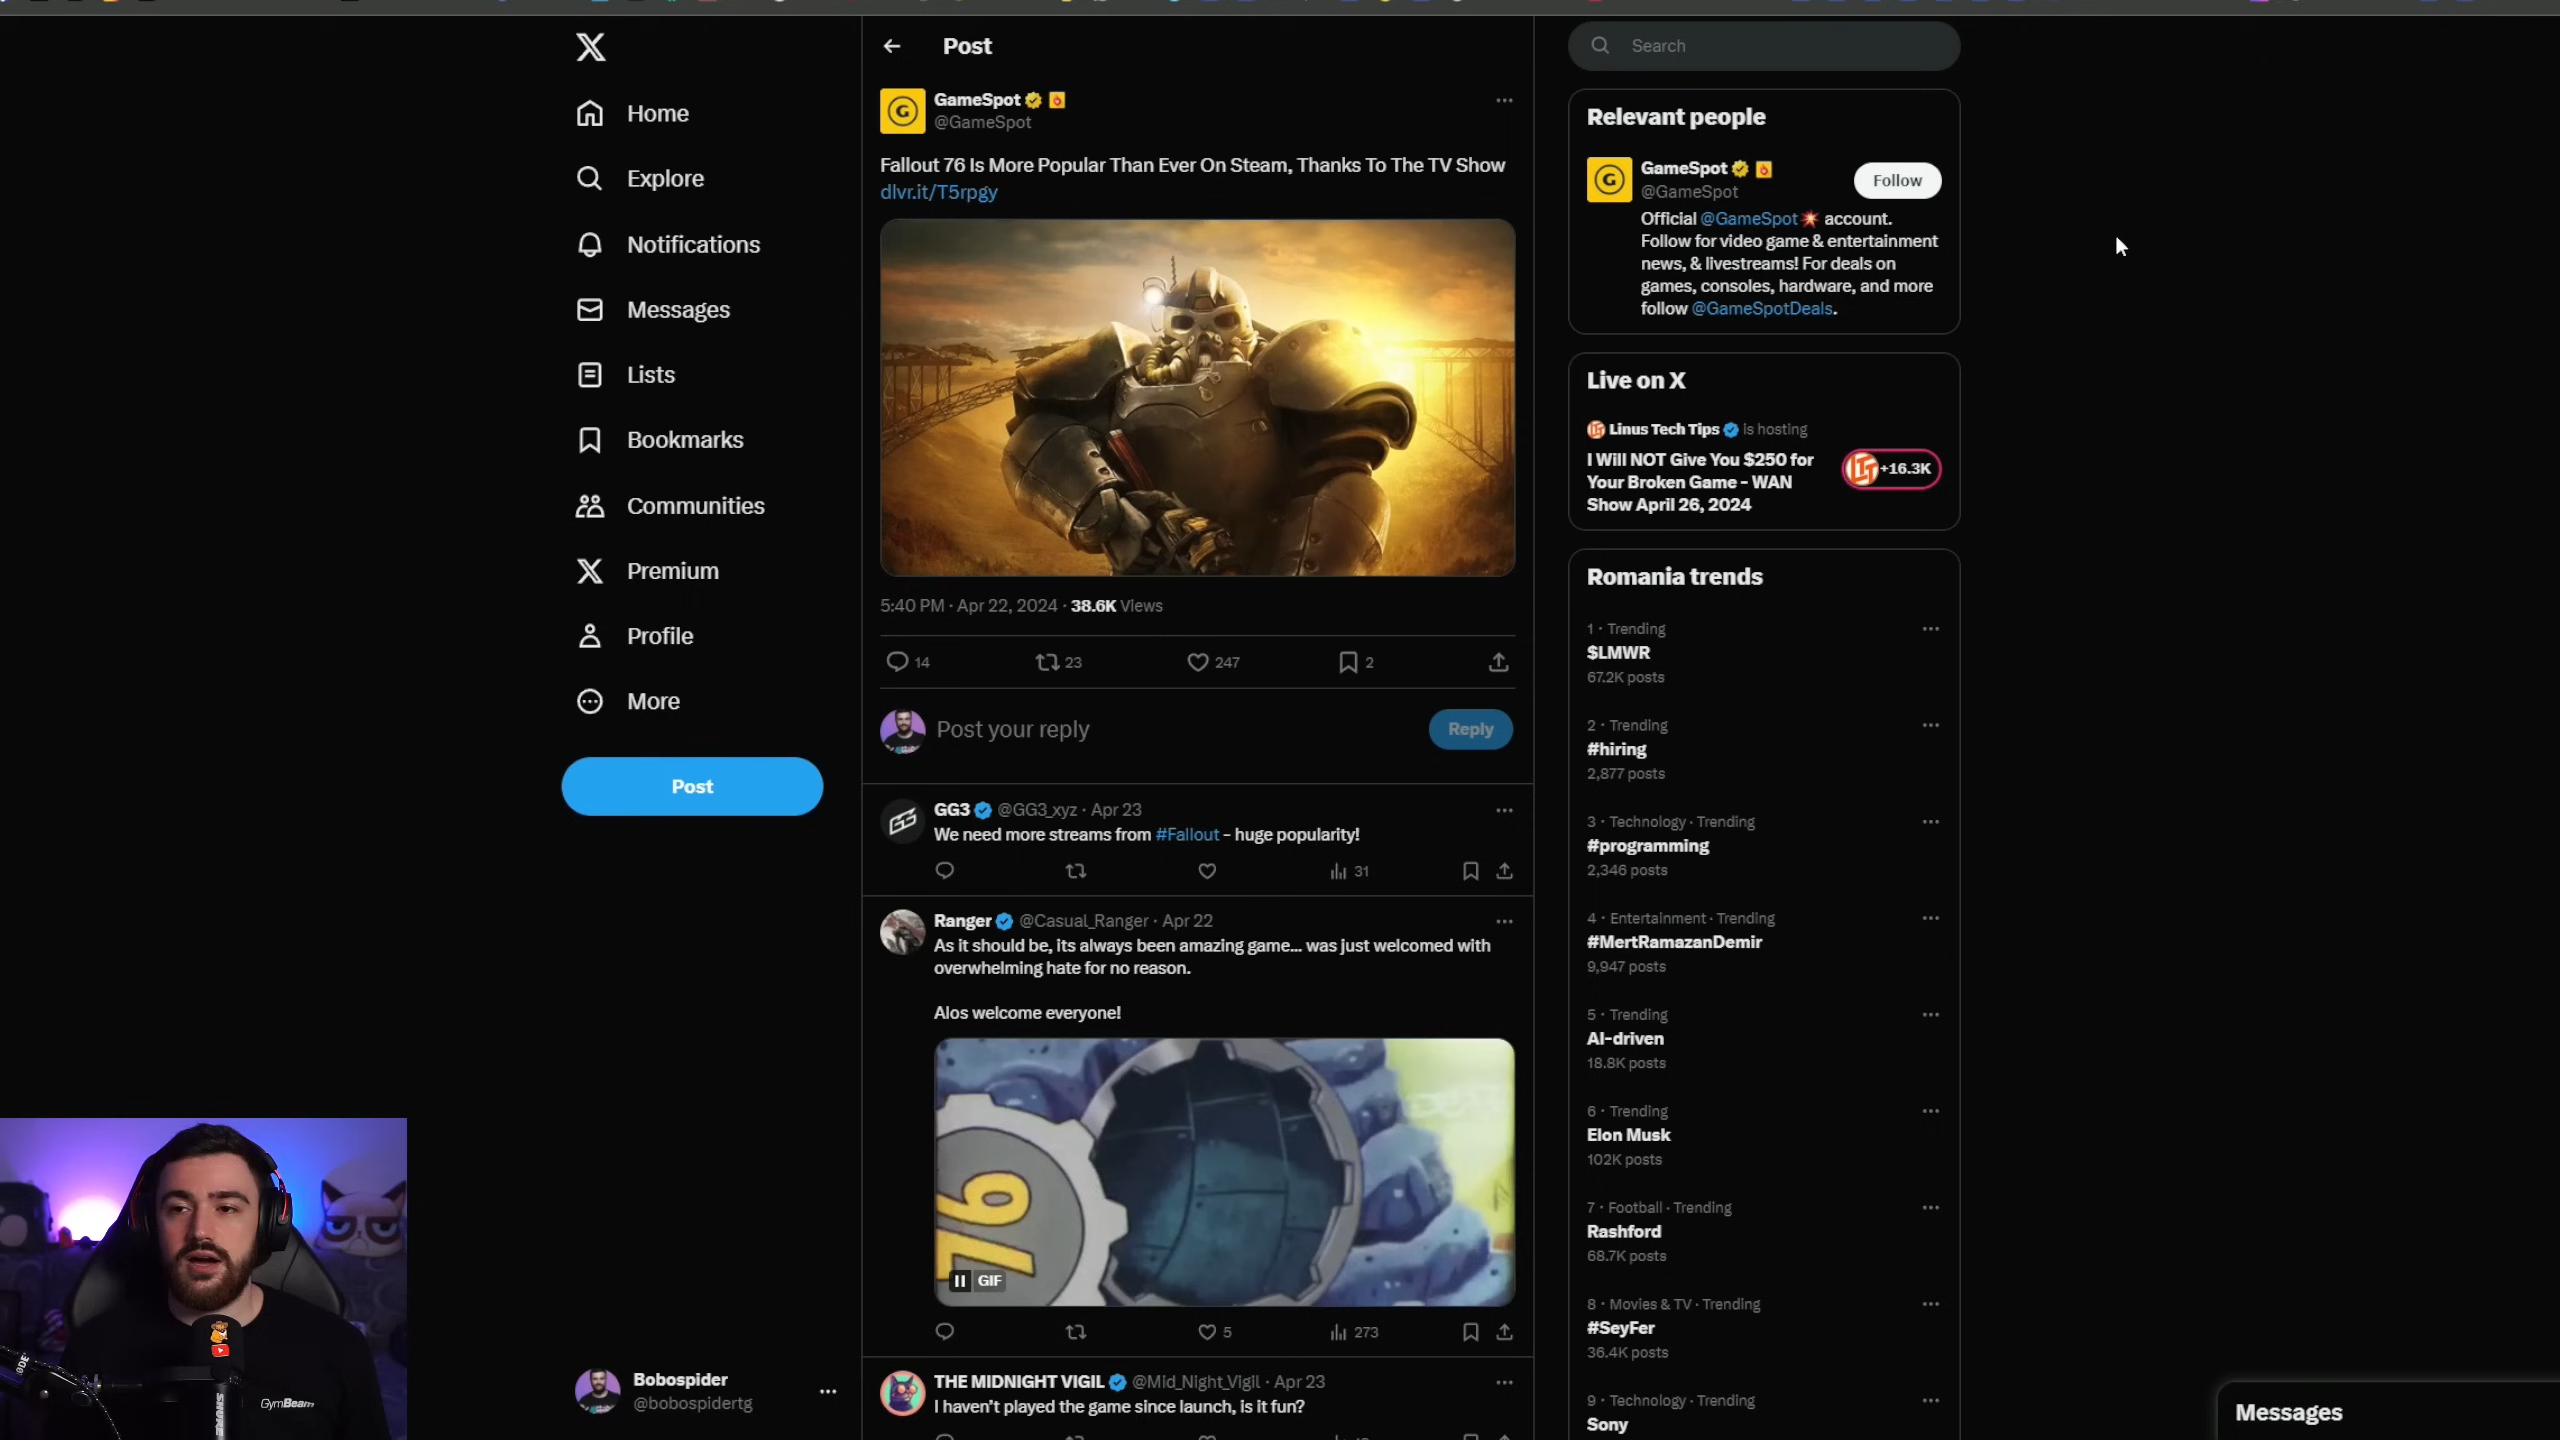 Home
Explore
Notifications
Messages
Lists
Bookmarks
Communities
Premium
Profile
More
Post
Bobospider
@bobospidertg
Post
GameSpot
@GameSpot
Fallout 76 Is More Popular Than Ever On Steam, Thanks To The TV Show
dlvr.it/T5rpgy
5:40 PM · Apr 22, 2024 · 38.6K Views
14
23
247
2
Post your reply
Reply
GG3 @GG3_xyz · Apr 23
We need more streams from #Fallout - huge popularity!
31
Ranger @Casual_Ranger · Apr 22
As it should be, its always been amazing game... was just welcomed with
overwhelming hate for no reason.
Alos welcome everyone!
76
GIF
5
273
THE MIDNIGHT VIGIL @Mid_Night_Vigil · Apr 23
I haven't played the game since launch, is it fun?
Search
Relevant people
GameSpot
@GameSpot
Follow
Official @GameSpot account.
Follow for video game & entertainment
news, & livestreams! For deals on
games, consoles, hardware, and more
follow @GameSpotDeals.
Live on X
Linus Tech Tips is hosting
I Will NOT Give You $250 for
Your Broken Game - WAN
Show April 26, 2024
+16.3K
Romania trends
1 · Trending
$LMWR
67.2K posts
2 · Trending
#hiring
2,877 posts
3 · Technology · Trending
#programming
2,346 posts
4 · Entertainment · Trending
#MertRamazanDemir
9,947 posts
5 · Trending
AI-driven
18.8K posts
6 · Trending
Elon Musk
102K posts
7 · Football · Trending
Rashford
68.7K posts
8 · Movies & TV · Trending
#SeyFer
36.4K posts
9 · Technology · Trending
Sony
Messages
GymBeam
SHURE